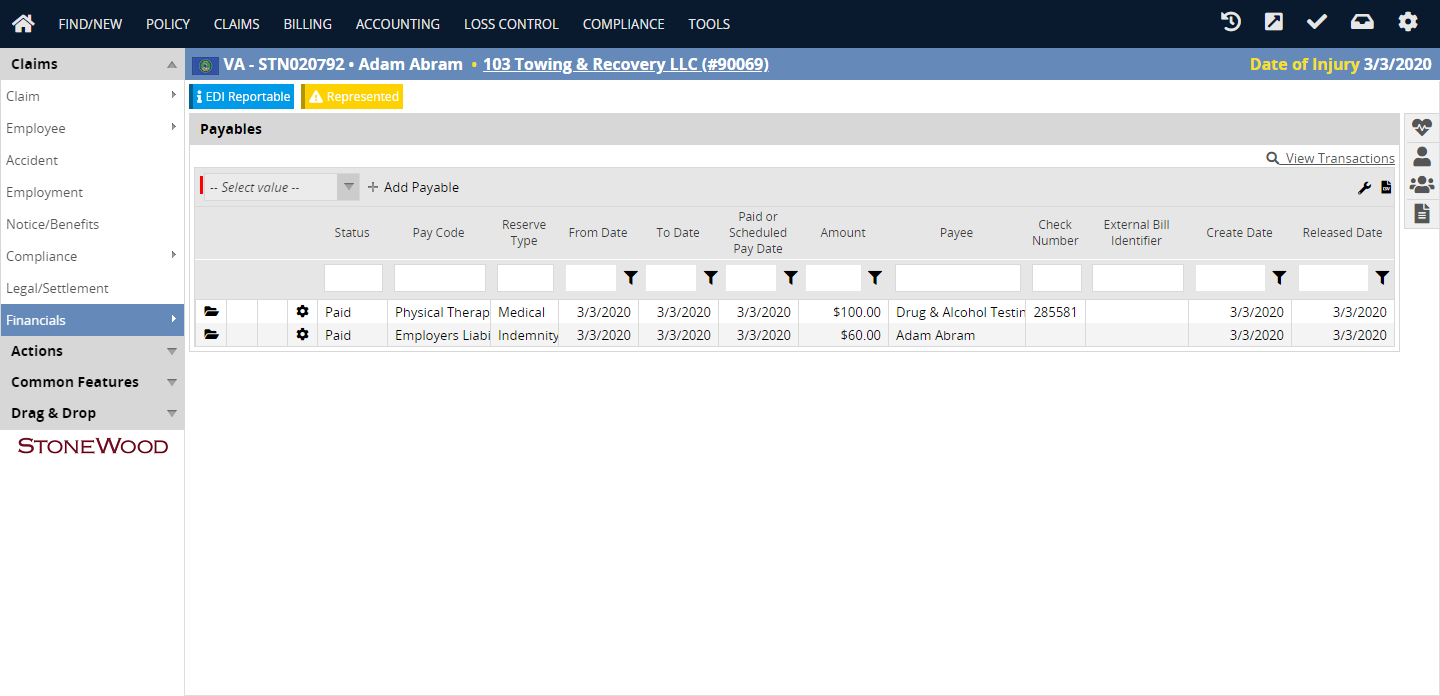 FIND/NEW POLICY CLAIMS BILLING ACCOUNTING LOSS CONTROL COMPLIANCE TOOLS
Claims
VA - STN020792 • Adam Abram • 103 Towing & Recovery LLC (#90069) Date of Injury 3/3/2020
Claim
Employee
Accident
Employment
Notice/Benefits
Compliance
Legal/Settlement
Financials
Actions
Common Features
Drag & Drop
STONEWOOD
EDI Reportable Represented
Payables
View Transactions
-- Select value -- Add Payable
Status Pay Code Reserve Type From Date To Date Paid or Scheduled Pay Date Amount Payee Check Number External Bill Identifier Create Date Released Date
Paid Physical Therap Medical 3/3/2020 3/3/2020 3/3/2020 $100.00 Drug & Alcohol Testin 285581 3/3/2020 3/3/2020
Paid Employers Liabi Indemnity 3/3/2020 3/3/2020 3/3/2020 $60.00 Adam Abram 3/3/2020 3/3/2020